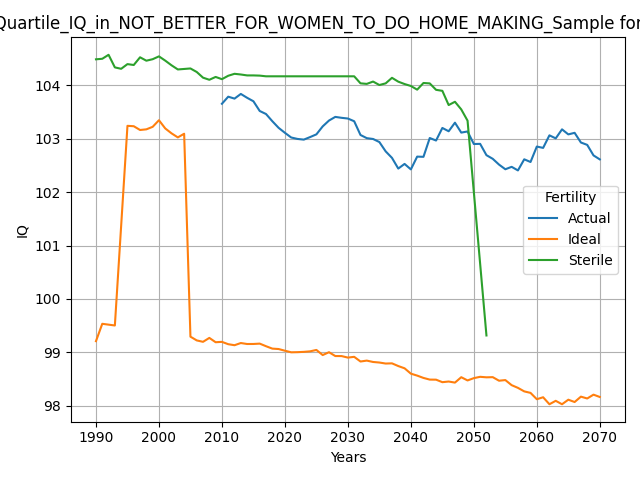 Quartile_IQ_in_NOT_BETTER_FOR_WOMEN_TO_DO_HOME_MAKING_Sample for
104
103
102
101
100
99
98
IQ
Fertility
Actual
Ideal
Sterile
1990 2000 2010 2020 2030 2040 2050 2060 2070
Years